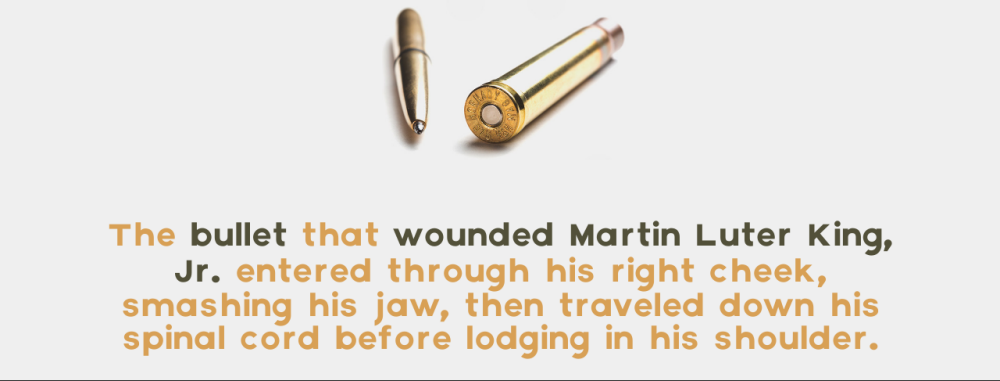 The bullet that wounded Martin Luter King,
Jr. entered through his right cheek,
smashing his jaw, then traveled down his
spinal cord before lodging in his shoulder.